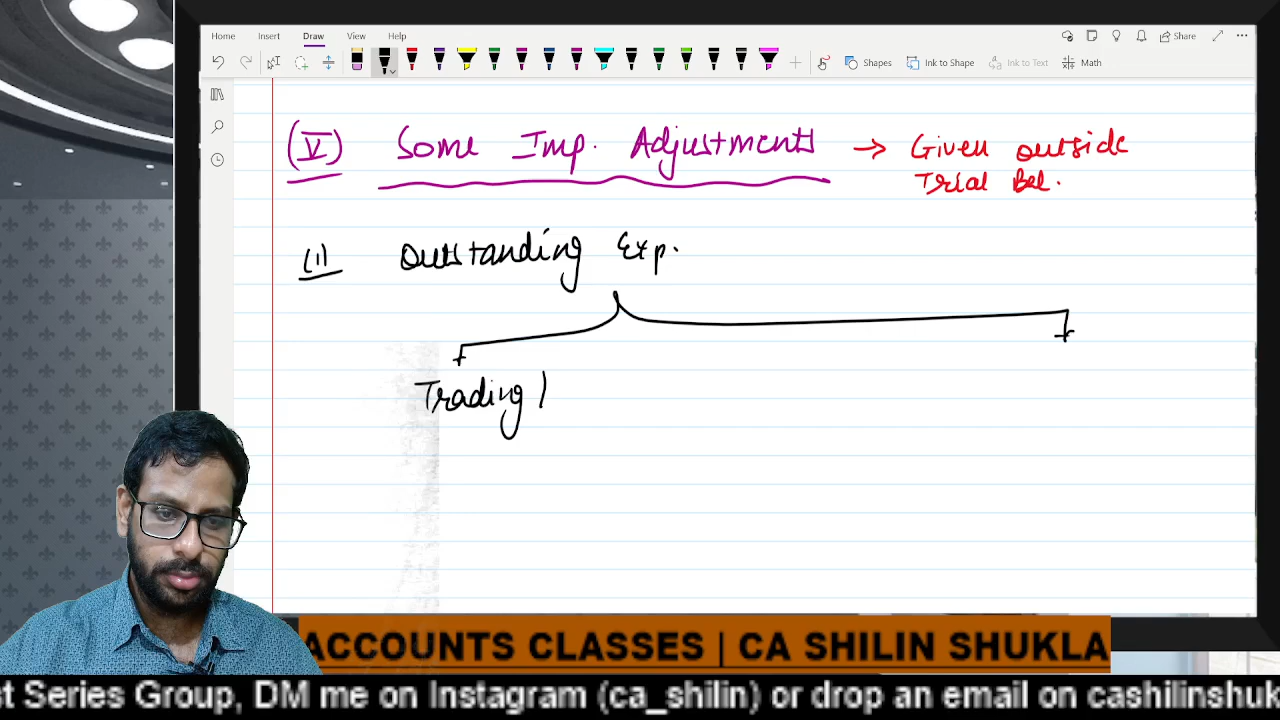 Home Insert Draw View Help Share
Shapes Ink to Shape Ink to Text Math
(V) Some Imp. Adjustments → Given outside
Trial Bal.
(1) Outstanding Exp.
Trading |
ACCOUNTS CLASSES | CA SHILIN SHUKLA
st Series Group, DM me on Instagram (ca_shilin) or drop an email on cashilinshuk